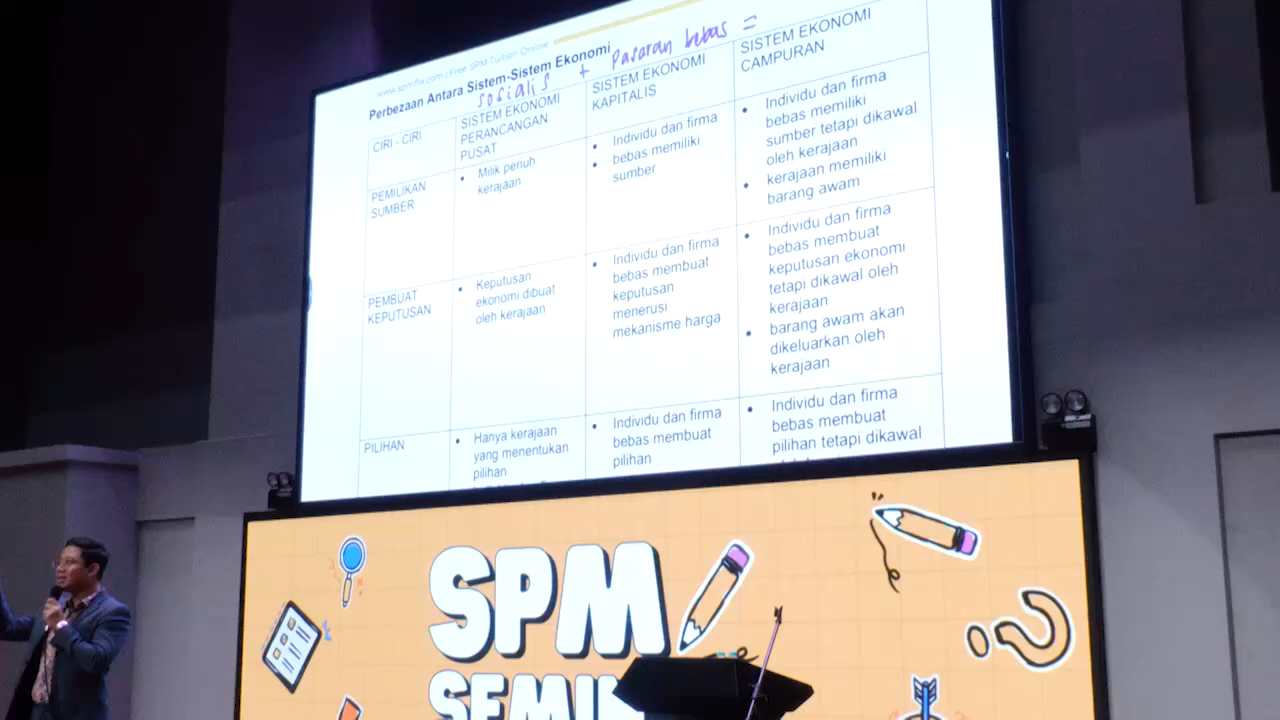 www.spmflix.com | Free SPM Tuition Online
Perbezaan Antara Sistem-Sistem Ekonomi
sosialis + Pasaran bebas =
CIRI - CIRI
SISTEM EKONOMI
PERANCANGAN
PUSAT
SISTEM EKONOMI
KAPITALIS
SISTEM EKONOMI
CAMPURAN
PEMILIKAN
SUMBER
• Milik penuh
kerajaan
• Individu dan firma
• bebas memiliki
sumber
• Individu dan firma
bebas memiliki
sumber tetapi dikawal
oleh kerajaan
• kerajaan memiliki
barang awam
PEMBUAT
KEPUTUSAN
• Keputusan
ekonomi dibuat
oleh kerajaan
• Individu dan firma
bebas membuat
keputusan
menerusi
mekanisme harga
• Individu dan firma
bebas membuat
keputusan ekonomi
tetapi dikawal oleh
kerajaan
• barang awam akan
dikeluarkan oleh
kerajaan
PILIHAN
• Hanya kerajaan
yang menentukan
pilihan
• Individu dan firma
bebas membuat
pilihan
• Individu dan firma
bebas membuat
pilihan tetapi dikawal
SPM